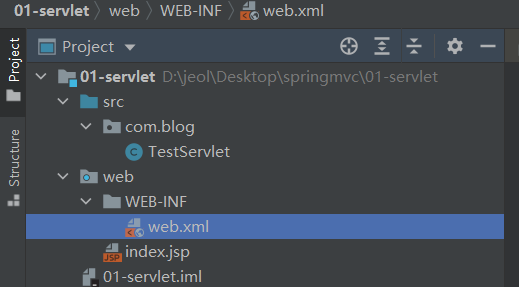 01-servlet web WEB-INF web.xml
Project
Project
Structure
01-servlet D:\jeol\Desktop\springmvc\01-servlet
src
com.blog
C TestServlet
web
WEB-INF
web.xml
JSP index.jsp
01-servlet.iml